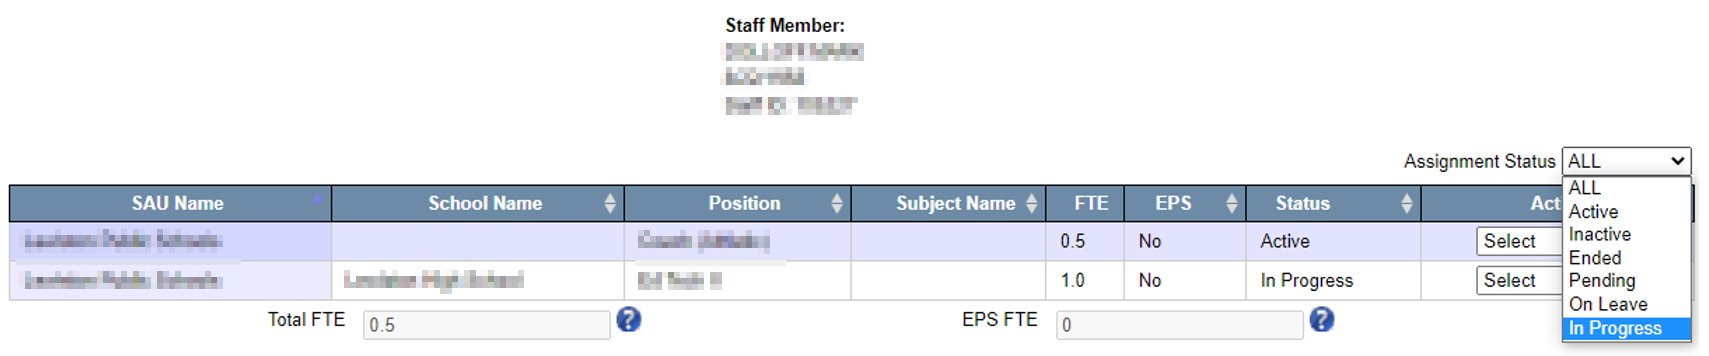 Staff Member:
Assignment Status ALL
SAU Name School Name Position Subject Name FTE EPS Status Act
0.5 No Active Select
1.0 No In Progress Select
Total FTE 0.5 ? EPS FTE 0 ?
ALL
Active
Inactive
Ended
Pending
On Leave
In Progress